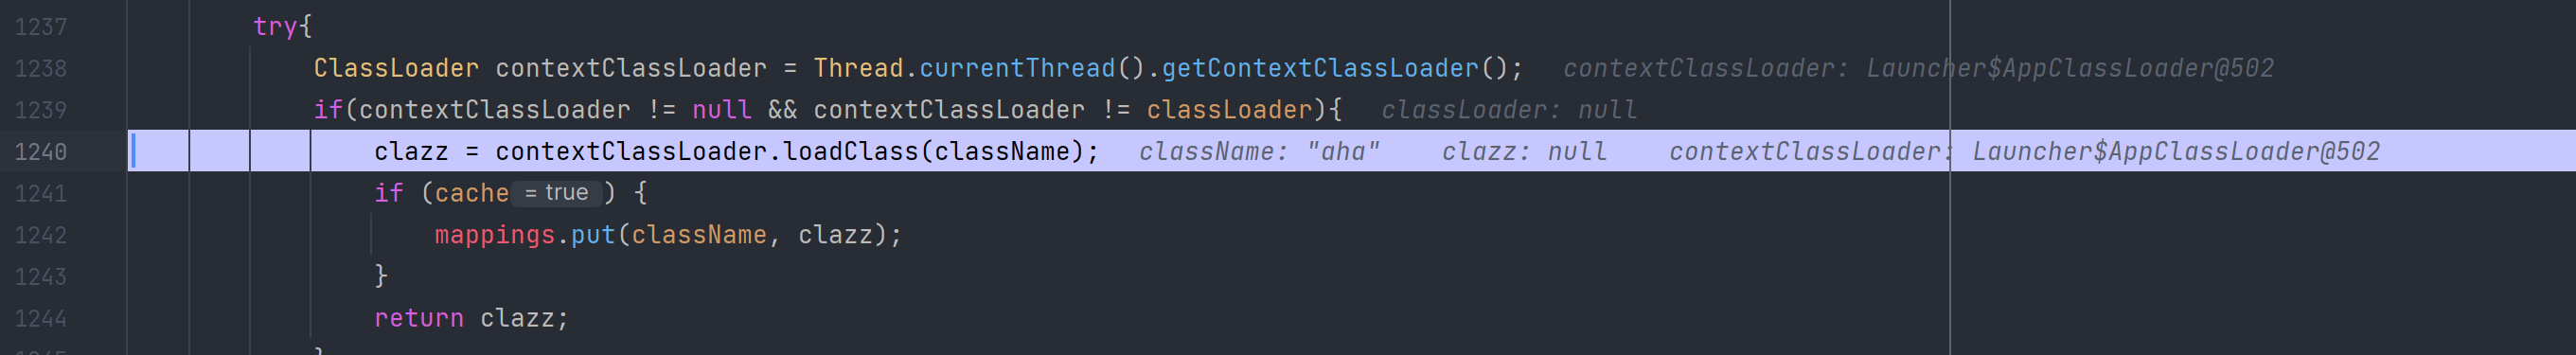 1237 try{
1238 ClassLoader contextClassLoader = Thread.currentThread().getContextClassLoader(); contextClassLoader: Launcher$AppClassLoader@502
1239 if(contextClassLoader != null && contextClassLoader != classLoader){ classLoader: null
1240 clazz = contextClassLoader.loadClass(className); className: "aha" clazz: null contextClassLoader: Launcher$AppClassLoader@502
1241 if (cache = true ) {
1242 mappings.put(className, clazz);
1243 }
1244 return clazz;